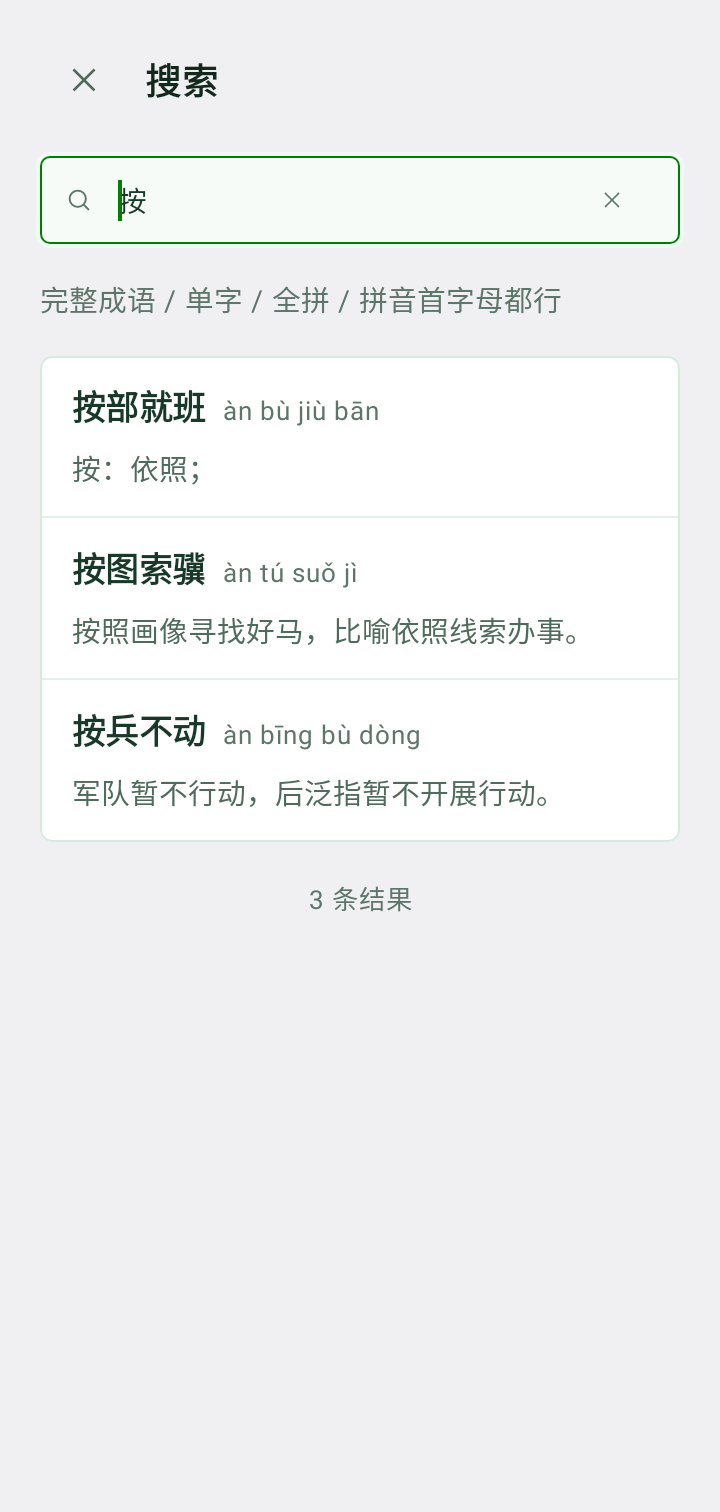 搜索
按
完整成语 / 单字 / 全拼 / 拼音首字母都行
按部就班 àn bù jiù bān
按：依照；
按图索骥 àn tú suǒ jì
按照画像寻找好马，比喻依照线索办事。
按兵不动 àn bīng bù dòng
军队暂不行动，后泛指暂不开展行动。
3 条结果